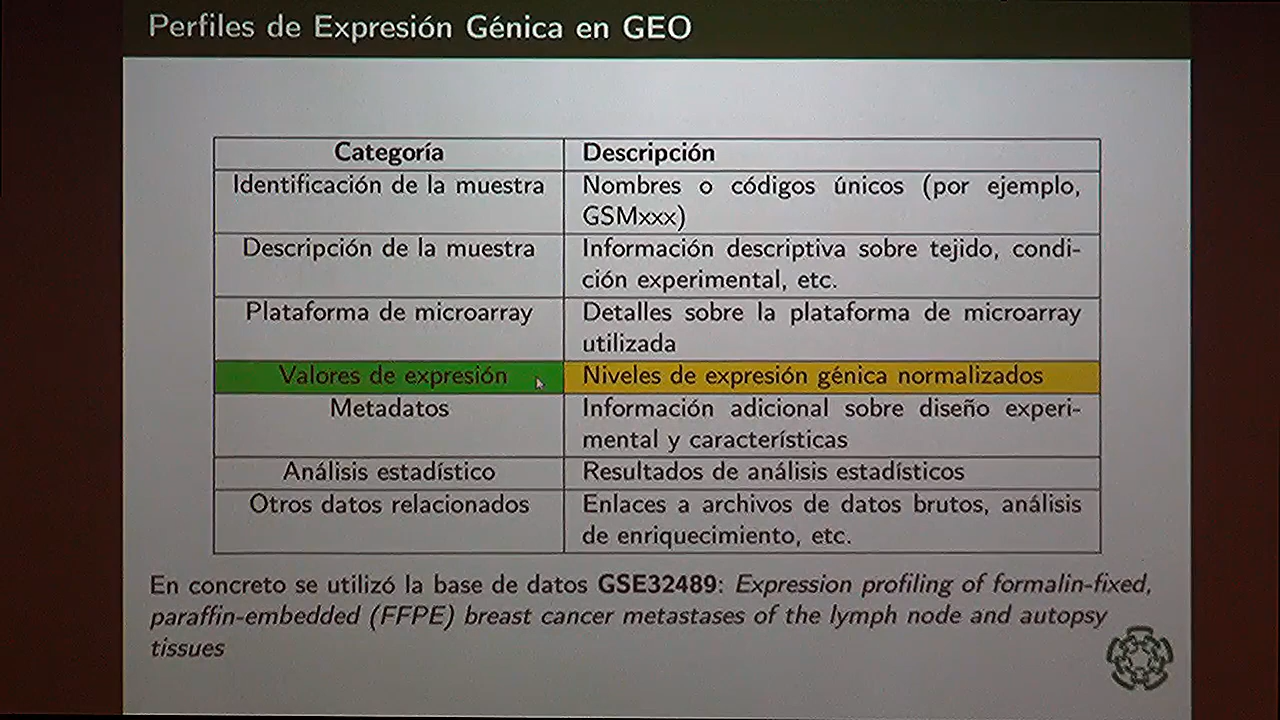 Perfiles de Expresión Génica en GEO
Categoría Descripción
Identificación de la muestra Nombres o códigos únicos (por ejemplo,
GSMxxx)
Descripción de la muestra Información descriptiva sobre tejido, condi-
ción experimental, etc.
Plataforma de microarray Detalles sobre la plataforma de microarray
utilizada
Valores de expresión Niveles de expresión génica normalizados
Metadatos Información adicional sobre diseño experi-
mental y características
Análisis estadístico Resultados de análisis estadísticos
Otros datos relacionados Enlaces a archivos de datos brutos, análisis
de enriquecimiento, etc.
En concreto se utilizó la base de datos GSE32489: Expression profiling of formalin-fixed,
paraffin-embedded (FFPE) breast cancer metastases of the lymph node and autopsy
tissues